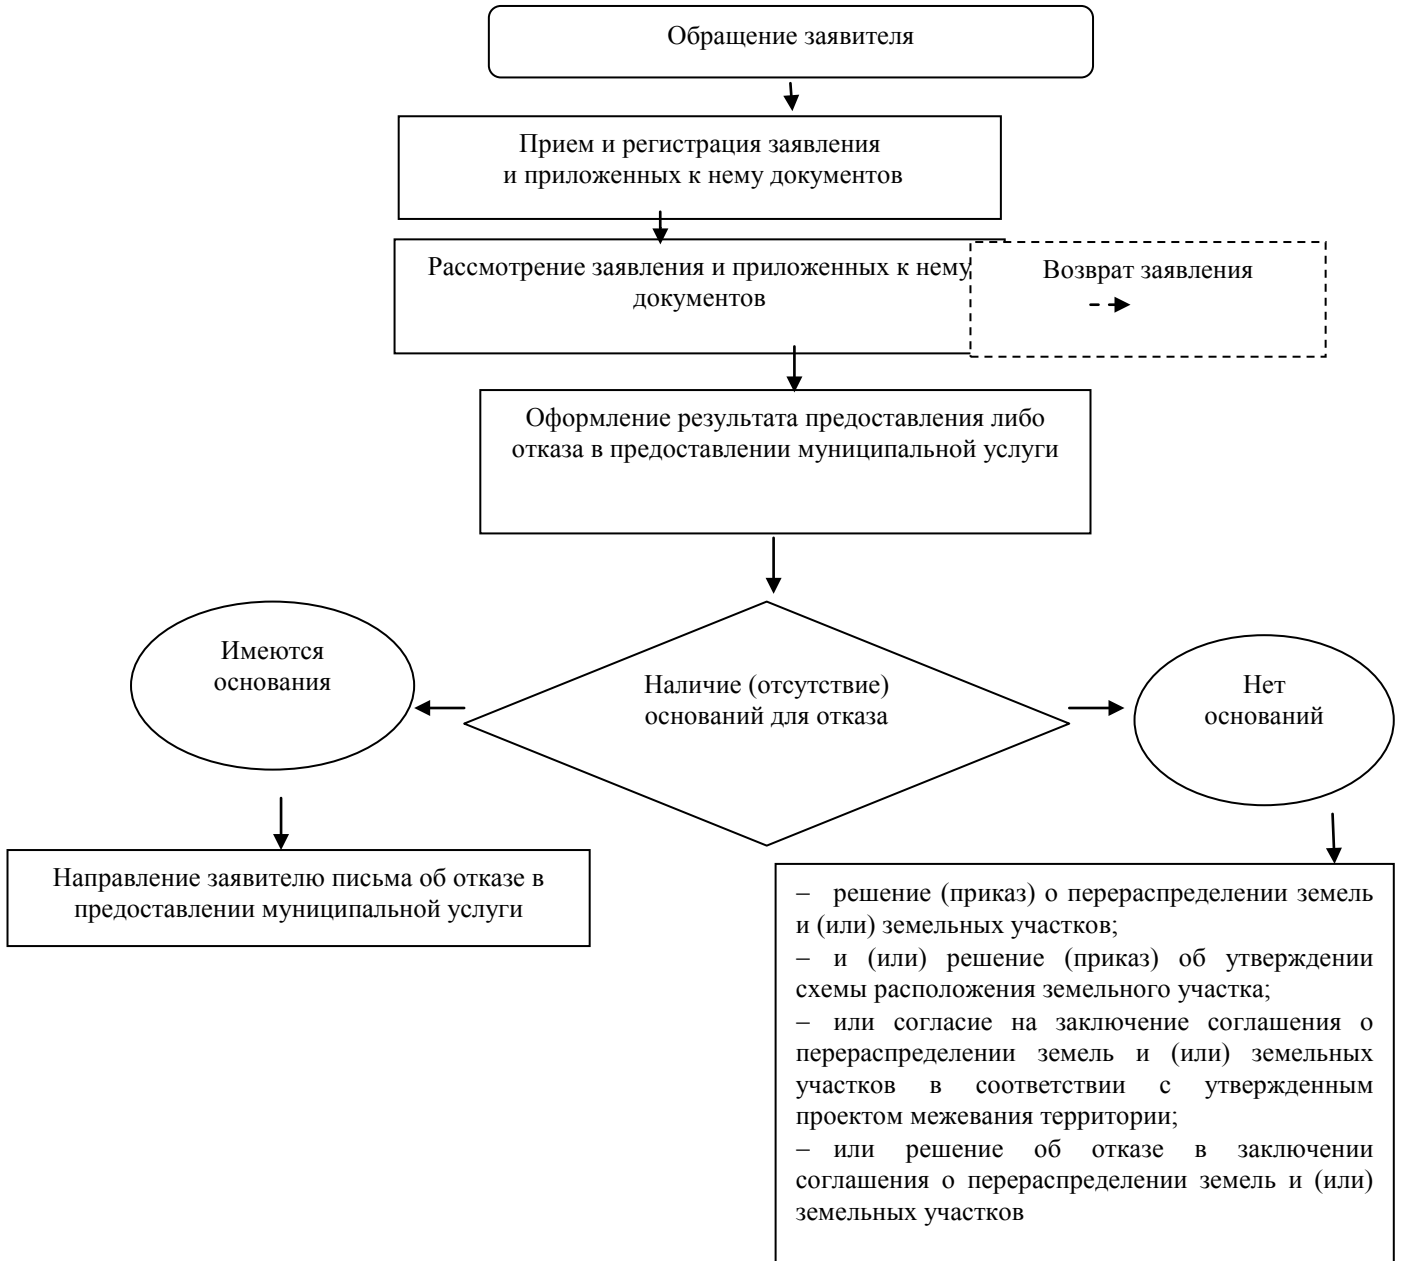 Обращение заявителя
Прием и регистрация заявления
и приложенных к нему документов
Рассмотрение заявления и приложенных к нему
документов
Возврат заявления
Оформление результата предоставления либо
отказа в предоставлении муниципальной услуги
Имеются
основания
Наличие (отсутствие)
оснований для отказа
Нет
оснований
Направление заявителю письма об отказе в
предоставлении муниципальной услуги
– решение (приказ) о перераспределении земель
и (или) земельных участков;
– и (или) решение (приказ) об утверждении
схемы расположения земельного участка;
– или согласие на заключение соглашения о
перераспределении земель и (или) земельных
участков в соответствии с утвержденным
проектом межевания территории;
– или решение об отказе в заключении
соглашения о перераспределении земель и (или)
земельных участков